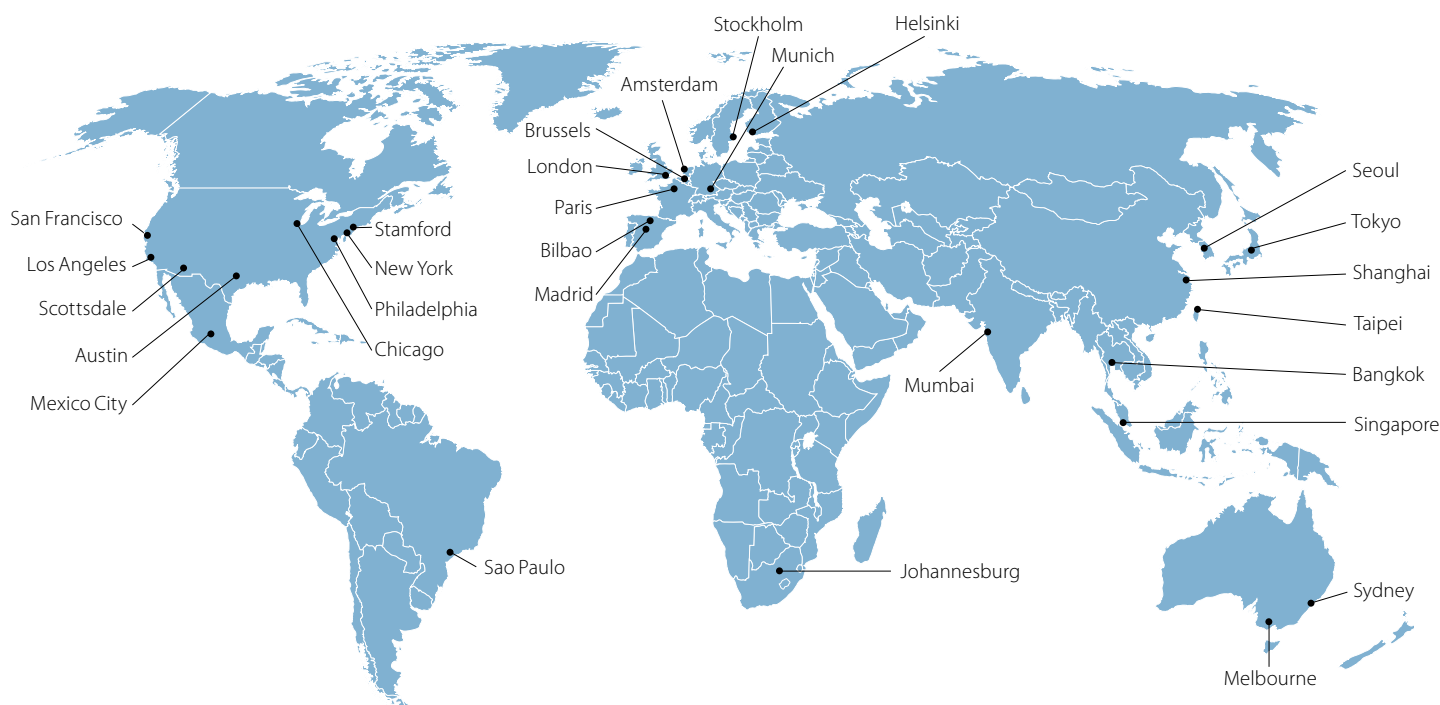 Stockholm
Helsinki
Munich
Amsterdam
Brussels
London
Paris
Bilbao
Madrid
San Francisco
Los Angeles
Scottsdale
Austin
Mexico City
Stamford
New York
Philadelphia
Chicago
Sao Paulo
Johannesburg
Mumbai
Seoul
Tokyo
Shanghai
Taipei
Bangkok
Singapore
Sydney
Melbourne